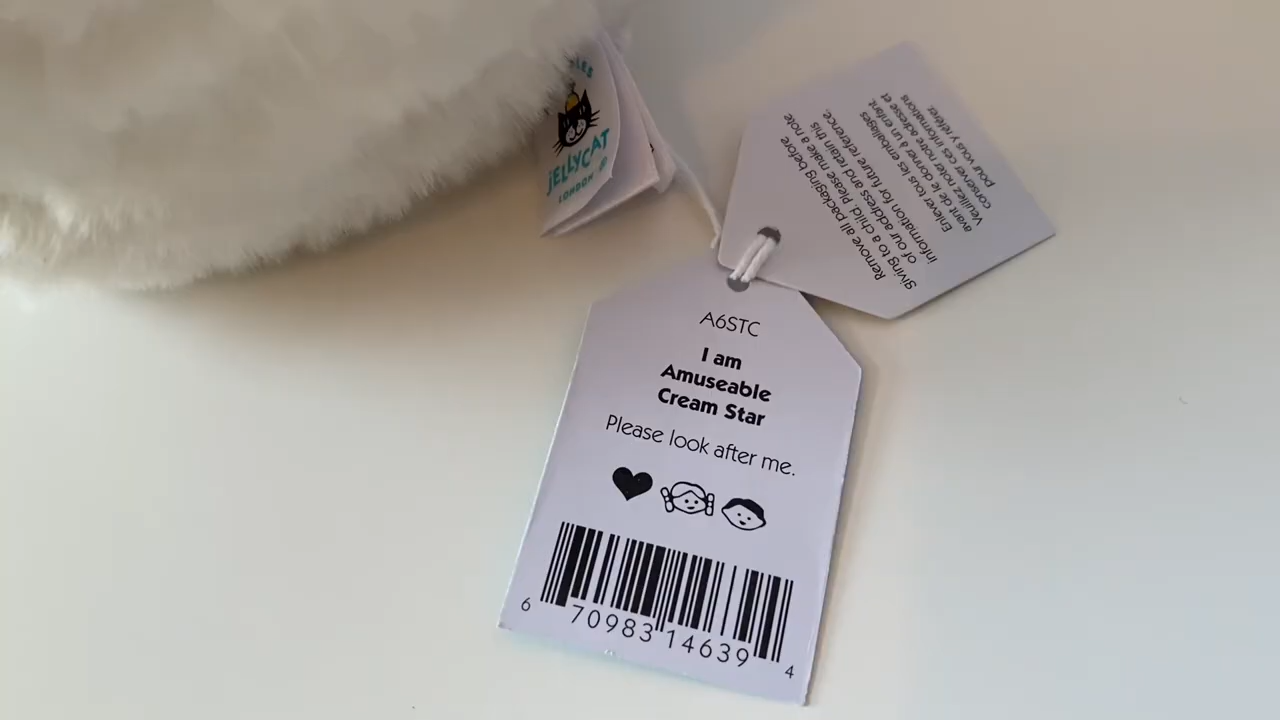 JELLYCAT
LONDON
Remove all packaging before
giving to a child. Please make a note
of our address and retain this
information for future reference.
Enlever tous les emballages
avant de le donner à un enfant.
Veuillez noter notre adresse et
conserver ces informations
pour vous y référer.
A6STC
I am
Amuseable
Cream Star
Please look after me.
6 70983 14639 4